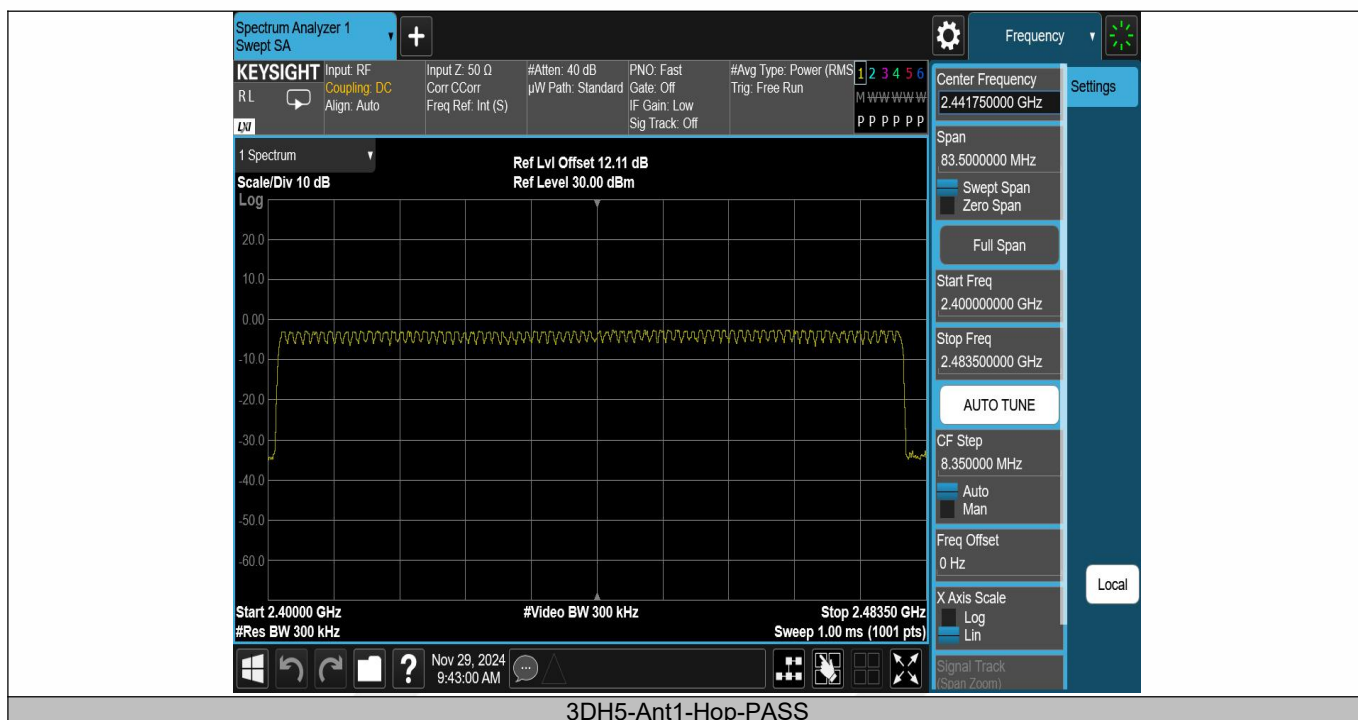 Spectrum Analyzer 1
Swept SA
Frequency
KEYSIGHT
R L
LXI
Input: RF
Coupling: DC
Align: Auto
Input Z: 50 Ω
Corr CCorr
Freq Ref: Int (S)
#Atten: 40 dB
µW Path: Standard
PNO: Fast
Gate: Off
IF Gain: Low
Sig Track: Off
#Avg Type: Power (RMS
Trig: Free Run
1 2 3 4 5 6
M W W W W W
P P P P P P
1 Spectrum
Scale/Div 10 dB
Ref Lvl Offset 12.11 dB
Ref Level 30.00 dBm
Log
20.0
10.0
0.00
-10.0
-20.0
-30.0
-40.0
-50.0
-60.0
Start 2.40000 GHz
#Res BW 300 kHz
#Video BW 300 kHz
Stop 2.48350 GHz
Sweep 1.00 ms (1001 pts)
Center Frequency
2.441750000 GHz
Settings
Span
83.5000000 MHz
Swept Span
Zero Span
Full Span
Start Freq
2.400000000 GHz
Stop Freq
2.483500000 GHz
AUTO TUNE
CF Step
8.350000 MHz
Auto
Man
Freq Offset
0 Hz
Local
X Axis Scale
Log
Lin
Signal Track
(Span Zoom)
?
Nov 29, 2024
9:43:00 AM
3DH5-Ant1-Hop-PASS